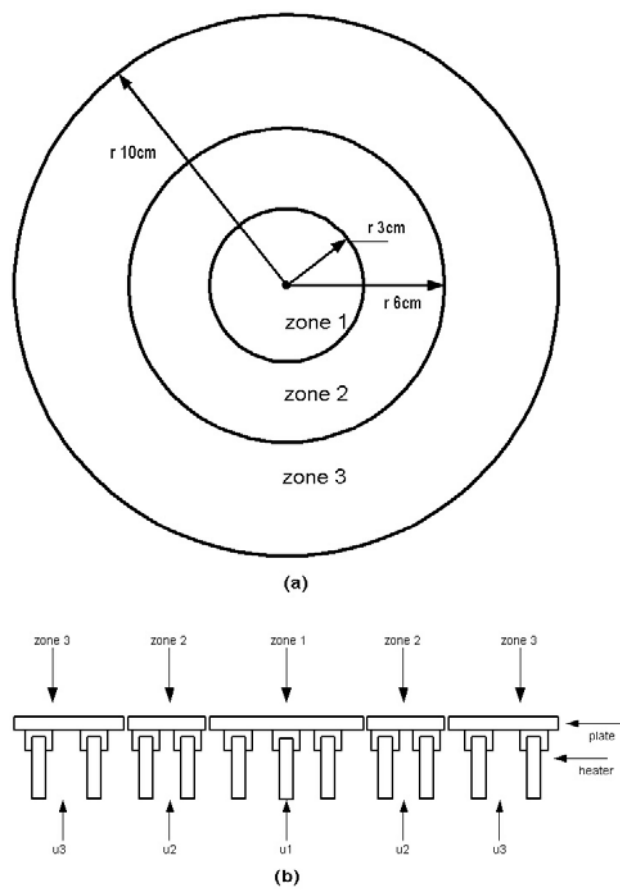 r 10cm
r 3cm
r 6cm
zone 1
zone 2
zone 3
(a)
zone 3 zone 2 zone 1 zone 2 zone 3
plate
heater
u3 u2 u1 u2 u3
(b)